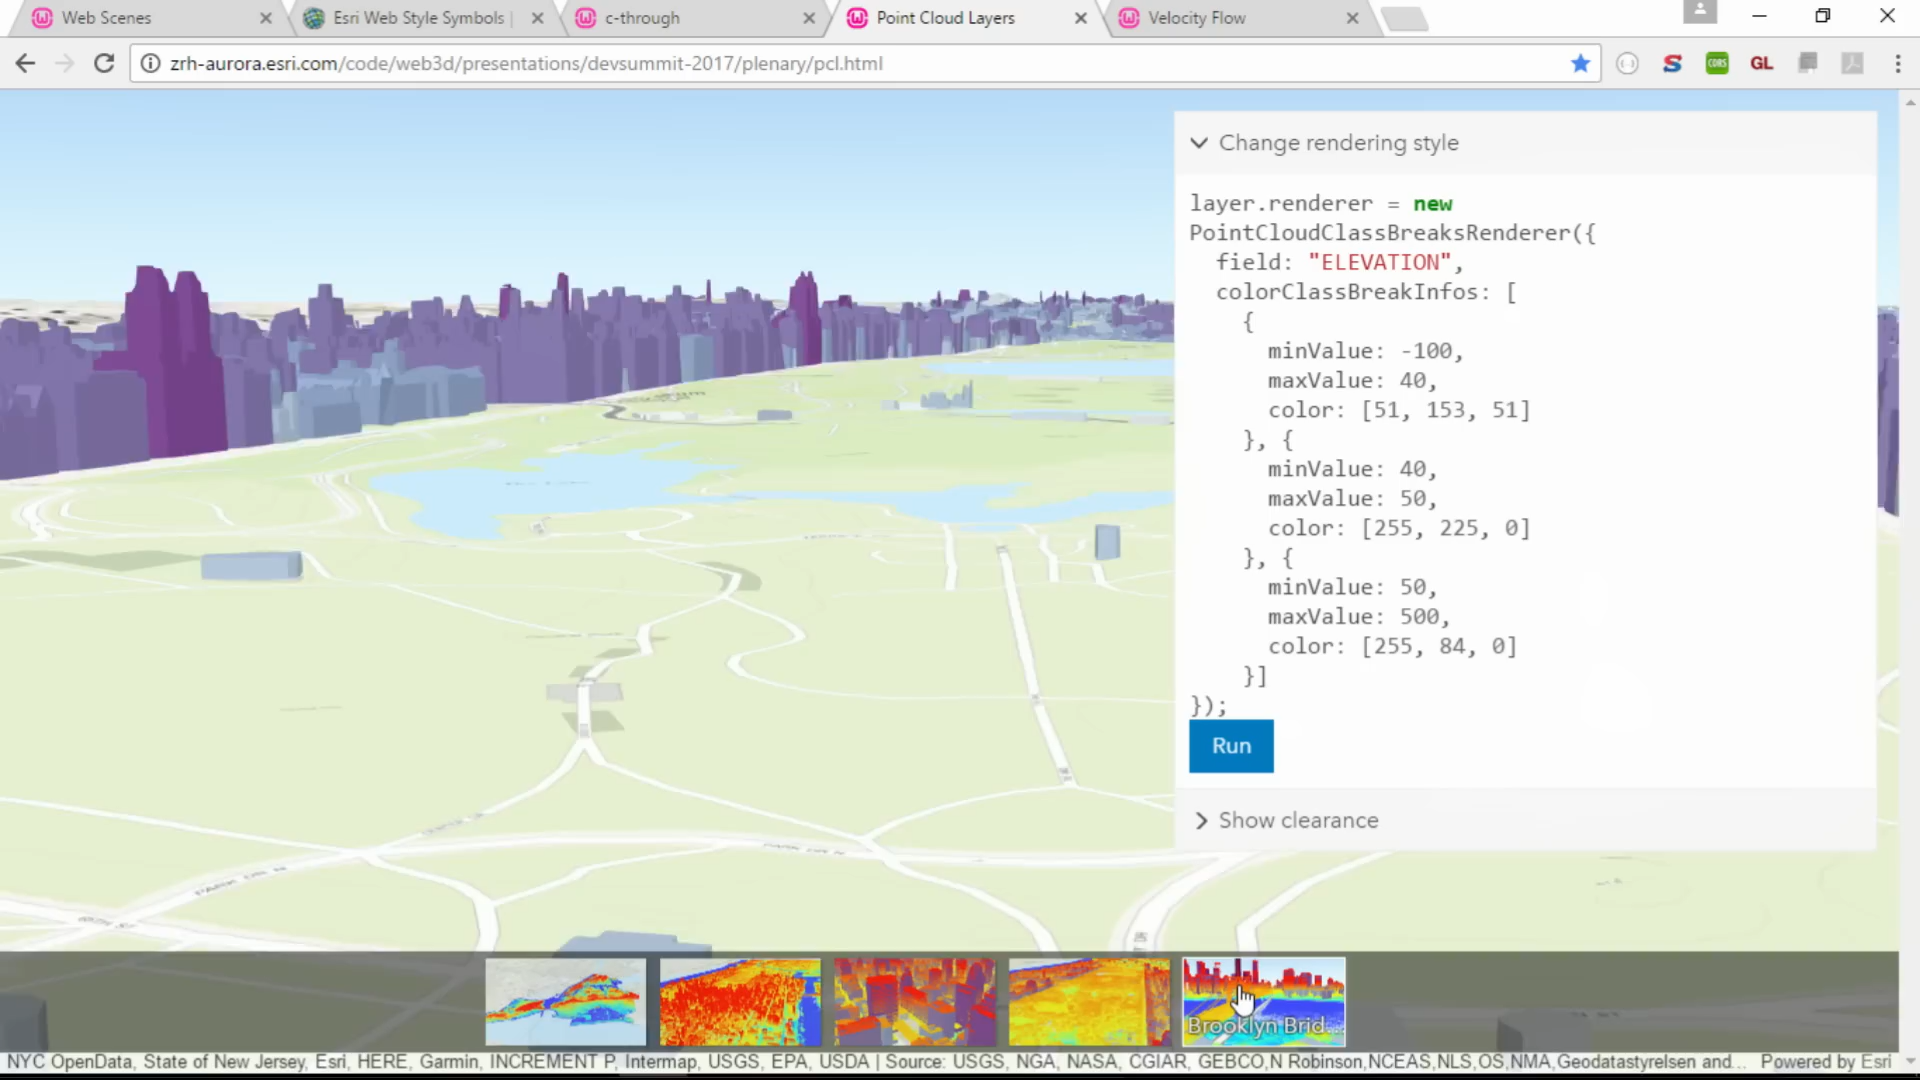 Web Scenes
Esri Web Style Symbols |
c-through
Point Cloud Layers
Velocity Flow
zrh-aurora.esri.com/code/web3d/presentations/devsummit-2017/plenary/pcl.html
CORS
GL
Change rendering style
layer.renderer = new
PointCloudClassBreaksRenderer({
field: "ELEVATION",
colorClassBreakInfos: [
{
minValue: -100,
maxValue: 40,
color: [51, 153, 51]
}, {
minValue: 40,
maxValue: 50,
color: [255, 225, 0]
}, {
minValue: 50,
maxValue: 500,
color: [255, 84, 0]
}]
});
Run
Show clearance
PARK DR N
Brooklyn Brid...
NYC OpenData, State of New Jersey, Esri, HERE, Garmin, INCREMENT P, Intermap, USGS, EPA, USDA | Source: USGS, NGA, NASA, CGIAR, GEBCO,N Robinson,NCEAS,NLS,OS,NMA,Geodatastyrelsen and...
Powered by Esri